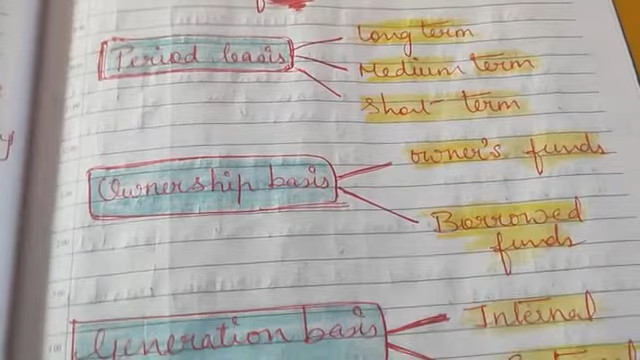 Long term
Period basis
Medium term
Short term
owner's funds
Ownership basis
Borrowed
funds
Internal
Generation basis